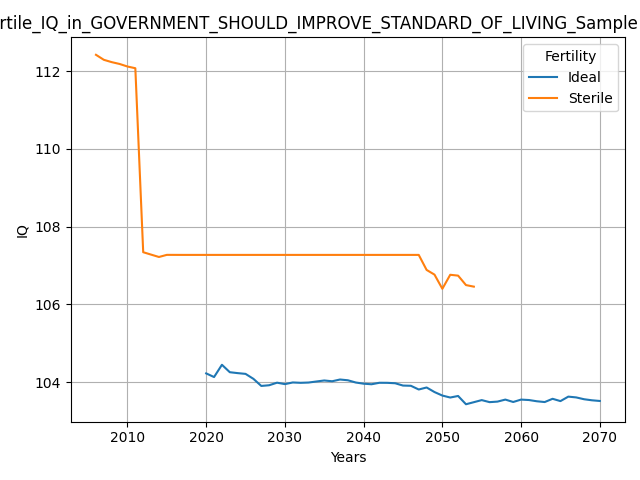 rtile_IQ_in_GOVERNMENT_SHOULD_IMPROVE_STANDARD_OF_LIVING_Sample
Fertility
Ideal
Sterile
IQ
112
110
108
106
104
2010 2020 2030 2040 2050 2060 2070
Years